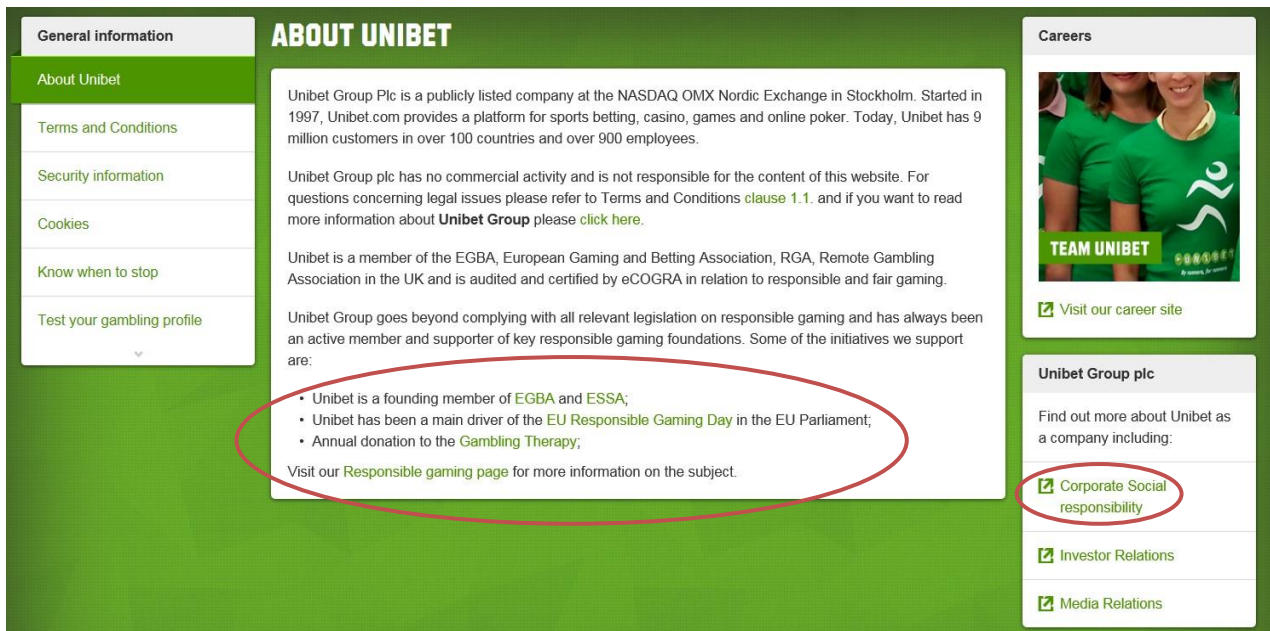 General information
About Unibet
Terms and Conditions
Security information
Cookies
Know when to stop
Test your gambling profile
ABOUT UNIBET
Unibet Group Plc is a publicly listed company at the NASDAQ OMX Nordic Exchange in Stockholm. Started in
1997, Unibet.com provides a platform for sports betting, casino, games and online poker. Today, Unibet has 9
million customers in over 100 countries and over 900 employees.
Unibet Group plc has no commercial activity and is not responsible for the content of this website. For
questions concerning legal issues please refer to Terms and Conditions clause 1.1. and if you want to read
more information about Unibet Group please click here.
Unibet is a member of the EGBA, European Gaming and Betting Association, RGA, Remote Gambling
Association in the UK and is audited and certified by eCOGRA in relation to responsible and fair gaming.
Unibet Group goes beyond complying with all relevant legislation on responsible gaming and has always been
an active member and supporter of key responsible gaming foundations. Some of the initiatives we support
are:
• Unibet is a founding member of EGBA and ESSA;
• Unibet has been a main driver of the EU Responsible Gaming Day in the EU Parliament;
• Annual donation to the Gambling Therapy;
Visit our Responsible gaming page for more information on the subject.
Careers
TEAM UNIBET
UNIBET
By gamers, for gamers
Visit our career site
Unibet Group plc
Find out more about Unibet as
a company including:
Corporate Social
responsibility
Investor Relations
Media Relations